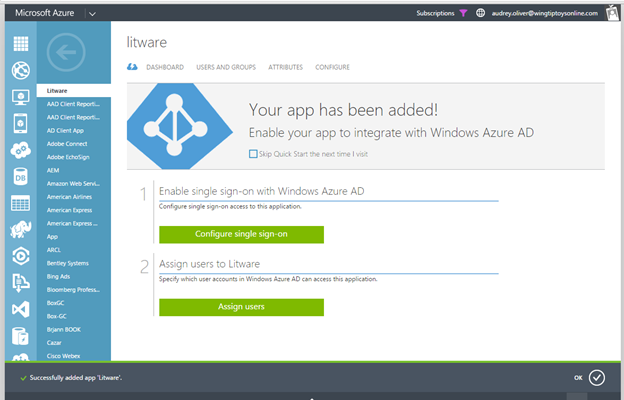 Microsoft Azure
Subscriptions
audrey.oliver@wingtiptoysonline.com
litware
DASHBOARD
USERS AND GROUPS
ATTRIBUTES
CONFIGURE
Litware
AAD Client Reporti...
AAD Client Reporti...
AD Client App
Adobe Connect
Adobe EchoSign
AEM
Amazon Web Servi...
American Airlines
American Express
American Express ...
App
ARCL
Bentley Systems
Bing Ads
Bloomberg Profess...
BoxGC
Box-GC
Brjann BOOK
Cazar
Cisco Webex
DB
Your app has been added!
Enable your app to integrate with Windows Azure AD
Skip Quick Start the next time I visit
1
Enable single sign-on with Windows Azure AD
Configure single sign-on access to this application.
Configure single sign-on
2
Assign users to Litware
Specify which user accounts in Windows Azure AD can access this application.
Assign users
Successfully added app 'Litware'.
OK